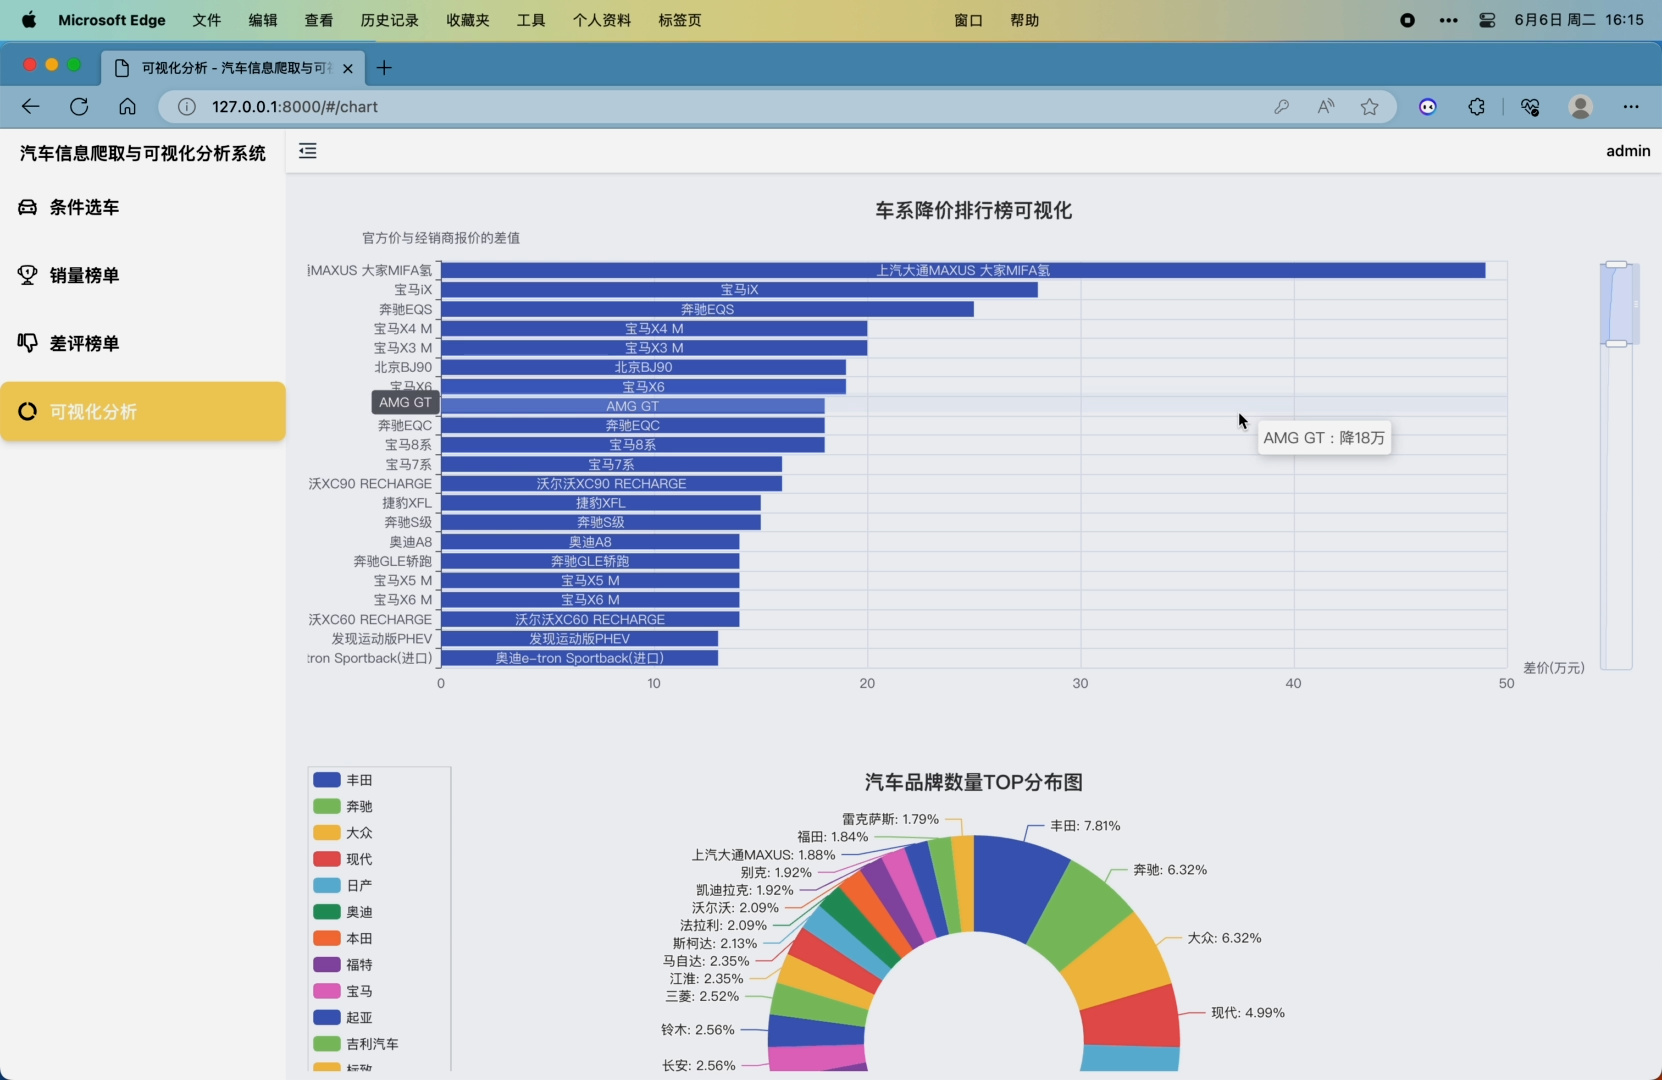 Microsoft Edge 文件 编辑 查看 历史记录 收藏夹 工具 个人资料 标签页 窗口 帮助 6月6日 周二 16:15
可视化分析 - 汽车信息爬取与可
127.0.0.1:8000/#/chart
汽车信息爬取与可视化分析系统
admin
条件选车
销量榜单
差评榜单
可视化分析
车系降价排行榜可视化
官方价与经销商报价的差值
MAXUS 大家MIFA氢 上汽大通MAXUS 大家MIFA氢
宝马iX 宝马iX
奔驰EQS 奔驰EQS
宝马X4 M 宝马X4 M
宝马X3 M 宝马X3 M
北京BJ90 北京BJ90
宝马X6 宝马X6
AMG GT AMG GT
奔驰EQC 奔驰EQC
AMG GT : 降18万
宝马8系 宝马8系
宝马7系 宝马7系
沃XC90 RECHARGE 沃尔沃XC90 RECHARGE
捷豹XFL 捷豹XFL
奔驰S级 奔驰S级
奥迪A8 奥迪A8
奔驰GLE轿跑 奔驰GLE轿跑
宝马X5 M 宝马X5 M
宝马X6 M 宝马X6 M
沃XC60 RECHARGE 沃尔沃XC60 RECHARGE
发现运动版PHEV 发现运动版PHEV
tron Sportback(进口) 奥迪e-tron Sportback(进口)
差价(万元)
0 10 20 30 40 50
汽车品牌数量TOP分布图
丰田
奔驰
大众
现代
日产
奥迪
本田
福特
宝马
起亚
吉利汽车
标致
雷克萨斯: 1.79%
福田: 1.84%
上汽大通MAXUS: 1.88%
别克: 1.92%
凯迪拉克: 1.92%
沃尔沃: 2.09%
法拉利: 2.09%
斯柯达: 2.13%
马自达: 2.35%
江淮: 2.35%
三菱: 2.52%
铃木: 2.56%
长安: 2.56%
丰田: 7.81%
奔驰: 6.32%
大众: 6.32%
现代: 4.99%